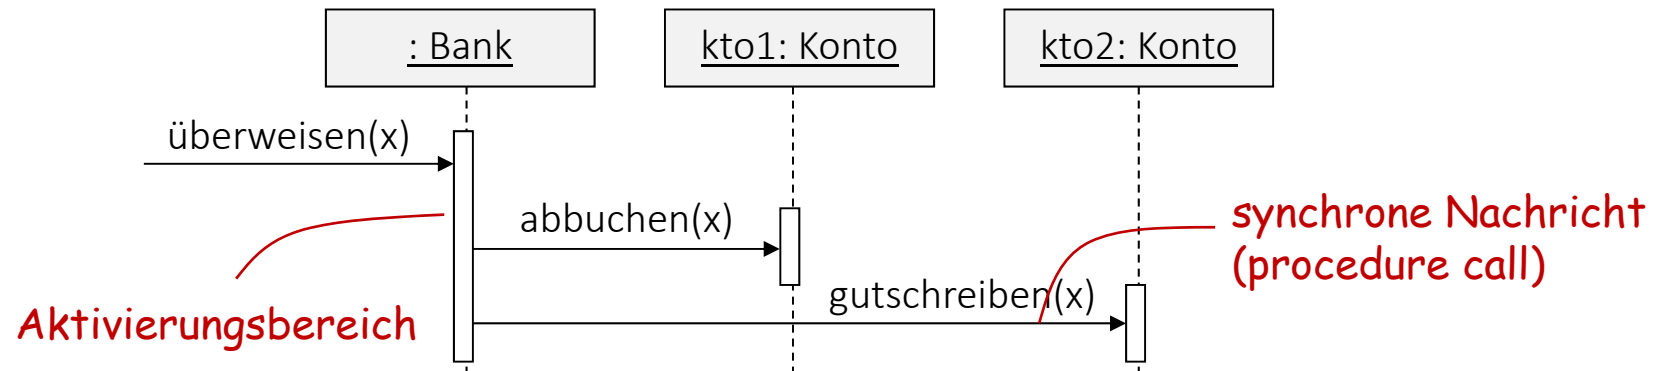 : Bank
kto1: Konto
kto2: Konto
überweisen(x)
abbuchen(x)
synchrone Nachricht
(procedure call)
gutschreiben(x)
Aktivierungsbereich